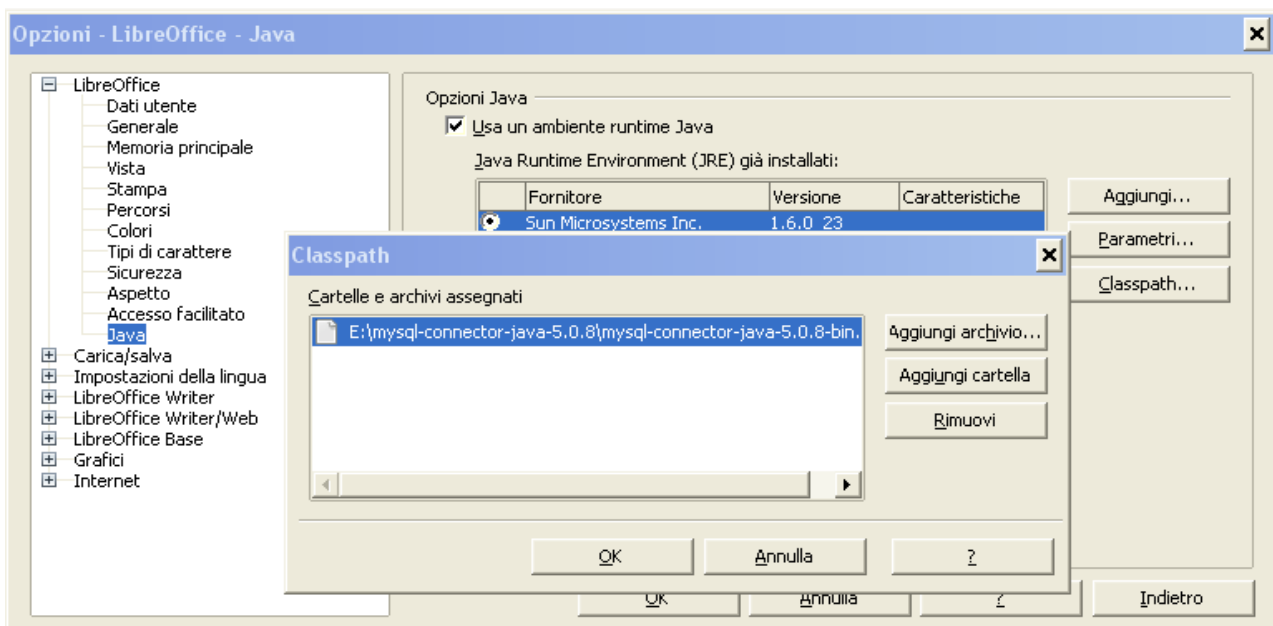 Opzioni - LibreOffice - Java
LibreOffice
Dati utente
Generale
Memoria principale
Vista
Stampa
Percorsi
Colori
Tipi di carattere
Sicurezza
Aspetto
Accesso facilitato
Java
Carica/salva
Impostazioni della lingua
LibreOffice Writer
LibreOffice Writer/Web
LibreOffice Base
Grafici
Internet
Opzioni Java
Usa un ambiente runtime Java
Java Runtime Environment (JRE) già installati:
Fornitore Versione Caratteristiche
Sun Microsystems Inc. 1.6.0_23
Aggiungi...
Parametri...
Classpath...
Classpath
Cartelle e archivi assegnati
E:\mysql-connector-java-5.0.8\mysql-connector-java-5.0.8-bin.
Aggiungi archivio...
Aggiungi cartella
Rimuovi
OK Annulla ?
OK Annulla ? Indietro